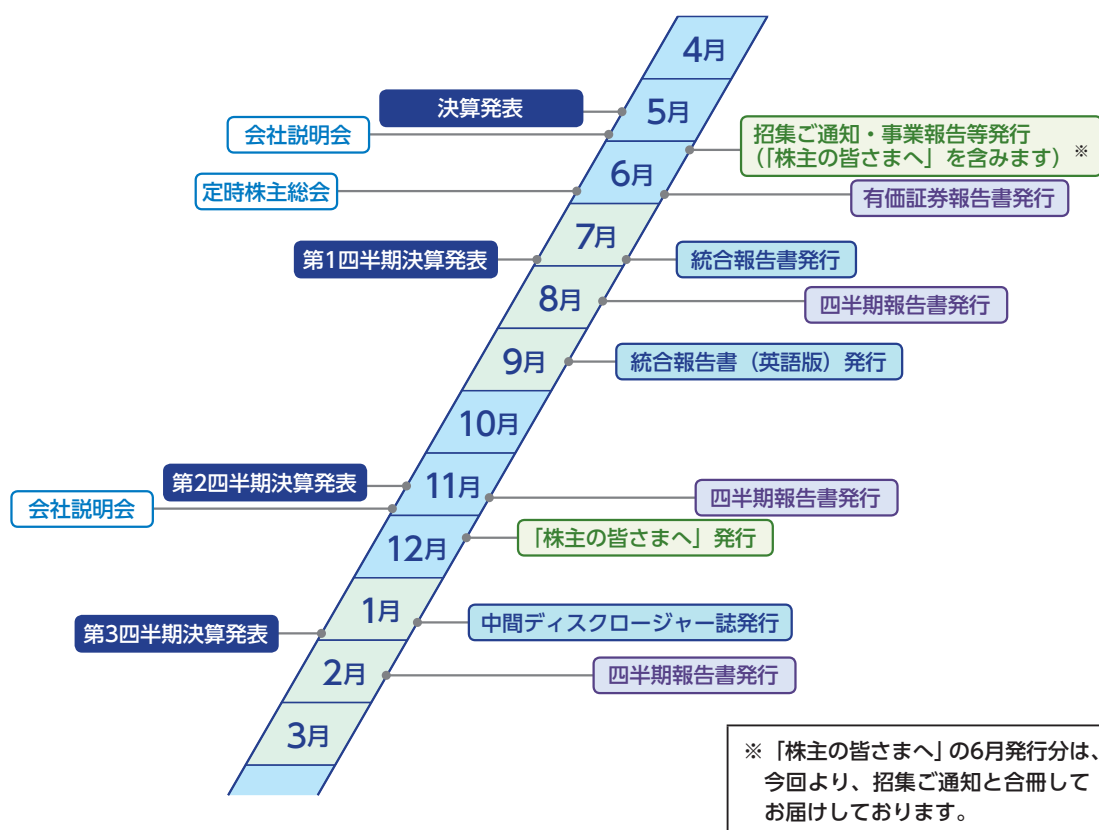 4月
決算発表
5月
会社説明会
招集ご通知・事業報告等発行
(「株主の皆さまへ」を含みます) ※
6月
定時株主総会
有価証券報告書発行
7月
第1四半期決算発表
統合報告書発行
8月
四半期報告書発行
9月
統合報告書（英語版）発行
10月
第2四半期決算発表
11月
四半期報告書発行
会社説明会
12月
「株主の皆さまへ」発行
1月
中間ディスクロージャー誌発行
第3四半期決算発表
2月
四半期報告書発行
3月
※「株主の皆さまへ」の6月発行分は、
今回より、招集ご通知と合冊して
お届けしております。